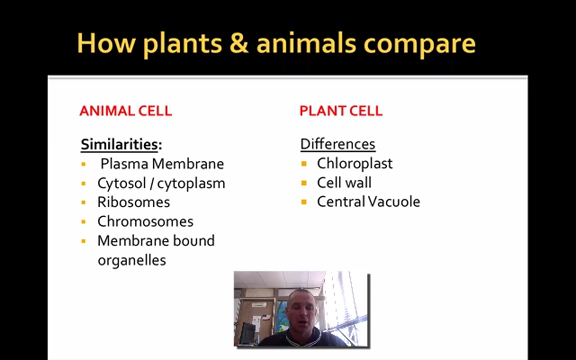 How plants & animals compare
ANIMAL CELL
Similarities:
Plasma Membrane
Cytosol / cytoplasm
Ribosomes
Chromosomes
Membrane bound
organelles
PLANT CELL
Differences
Chloroplast
Cell wall
Central Vacuole